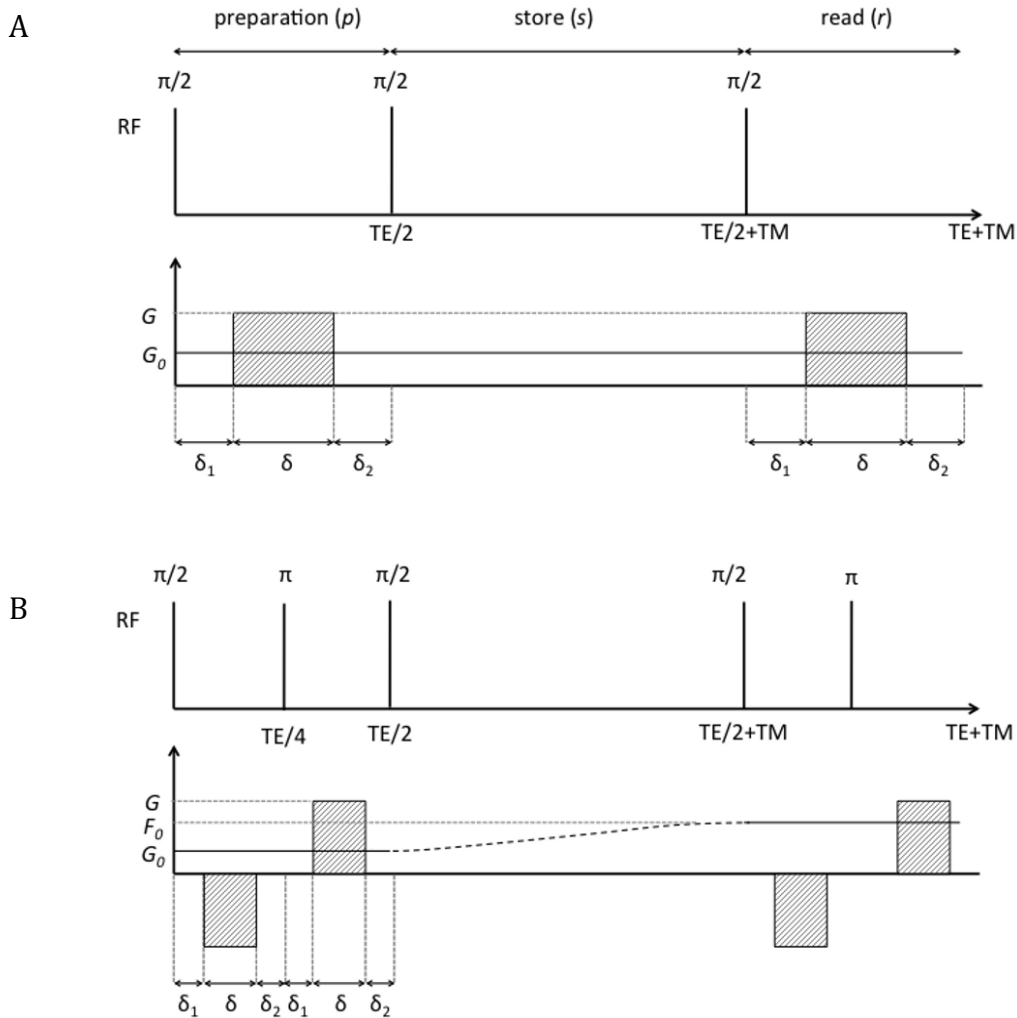 A
preparation (p) store (s) read (r)
π/2 π/2 π/2
RF
TE/2 TE/2+TM TE+TM
G
G₀
δ₁ δ δ₂ δ₁ δ δ₂
π/2 π π/2 π/2 π
B
RF
TE/4 TE/2 TE/2+TM TE+TM
G
F₀
G₀
δ₁ δ δ₂ δ₁ δ δ₂